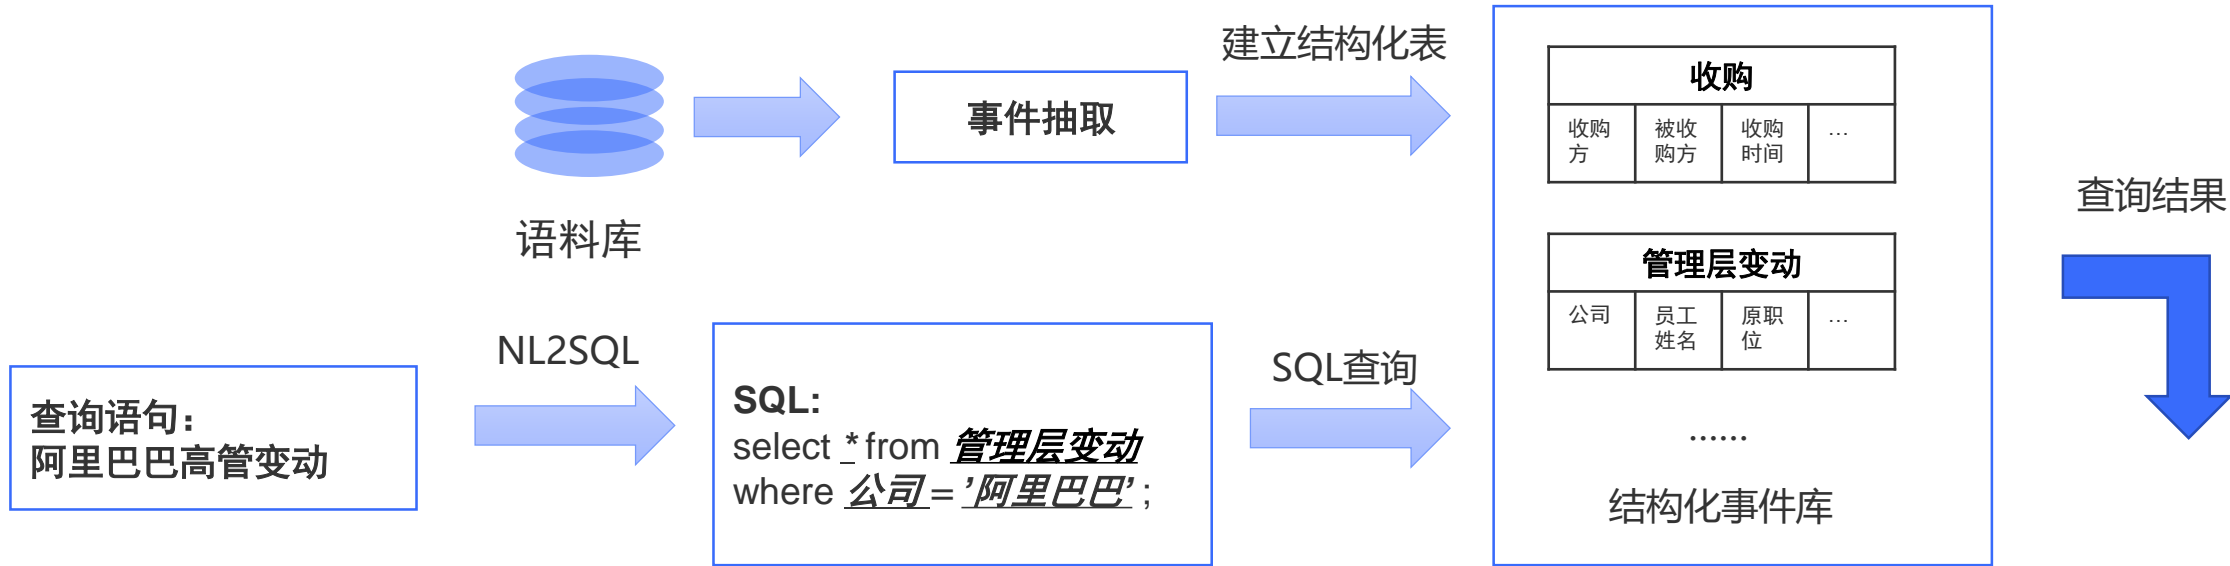 建立结构化表
事件抽取
语料库
收购
收购方
被收购方
收购时间
…
管理层变动
公司
员工姓名
原职位
…
......
结构化事件库
查询结果
查询语句：
阿里巴巴高管变动
NL2SQL
SQL:
select * from 管理层变动
where 公司 = ’阿里巴巴’ ;
SQL查询